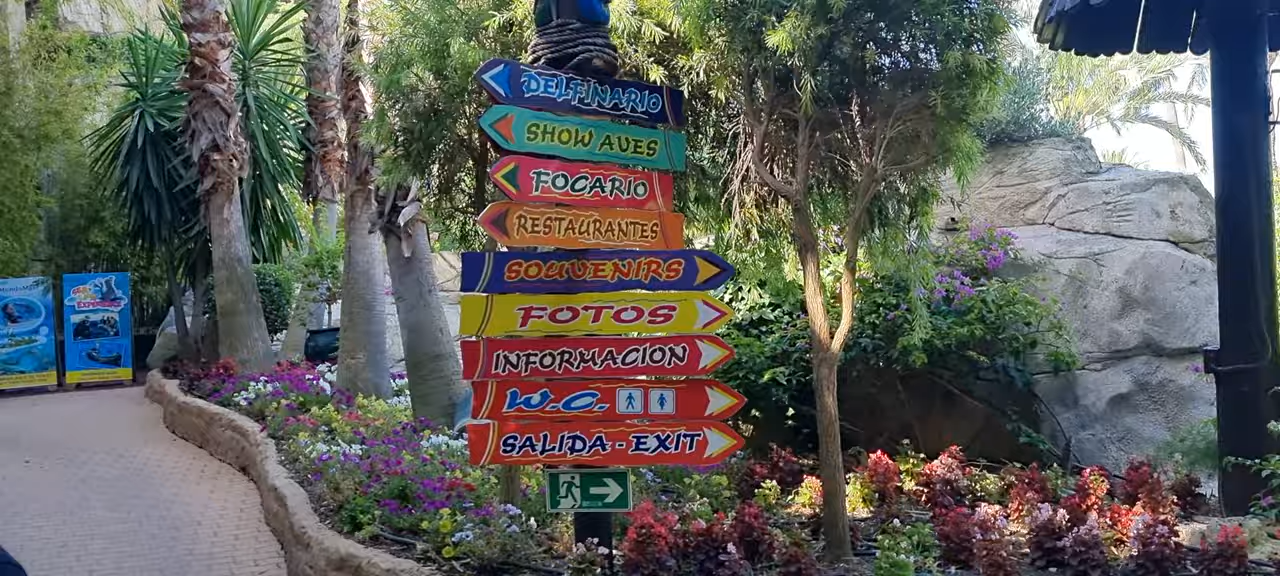 DELFINARIO
SHOW AVES
FOCARIO
RESTAURANTES
SOUVENIRS
FOTOS
INFORMACION
W.C.
SALIDA - EXIT